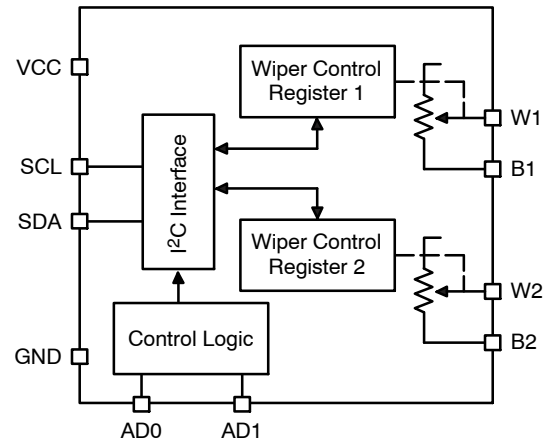 VCC
SCL
SDA
GND
I²C Interface
Wiper Control
Register 1
Wiper Control
Register 2
Control Logic
W1
B1
W2
B2
AD0
AD1